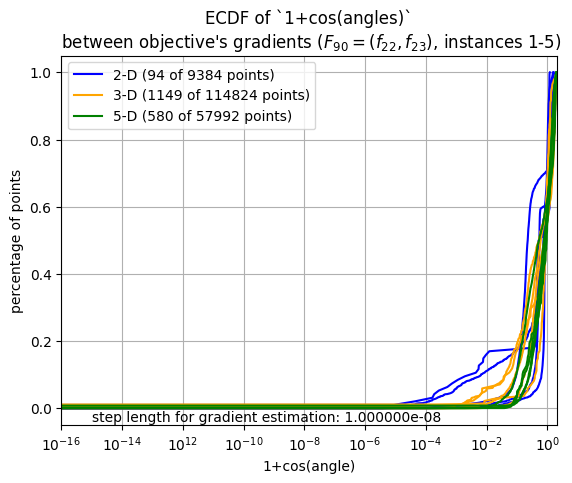 ECDF of `1+cos(angles)`
between objective's gradients (F₉₀ = (f₂₂, f₂₃), instances 1-5)
2-D (94 of 9384 points)
3-D (1149 of 114824 points)
5-D (580 of 57992 points)
percentage of points
1.0
0.8
0.6
0.4
0.2
0.0
step length for gradient estimation: 1.000000e-08
10⁻¹⁶ 10⁻¹⁴ 10⁻¹² 10⁻¹⁰ 10⁻⁸ 10⁻⁶ 10⁻⁴ 10⁻² 10⁰
1+cos(angle)